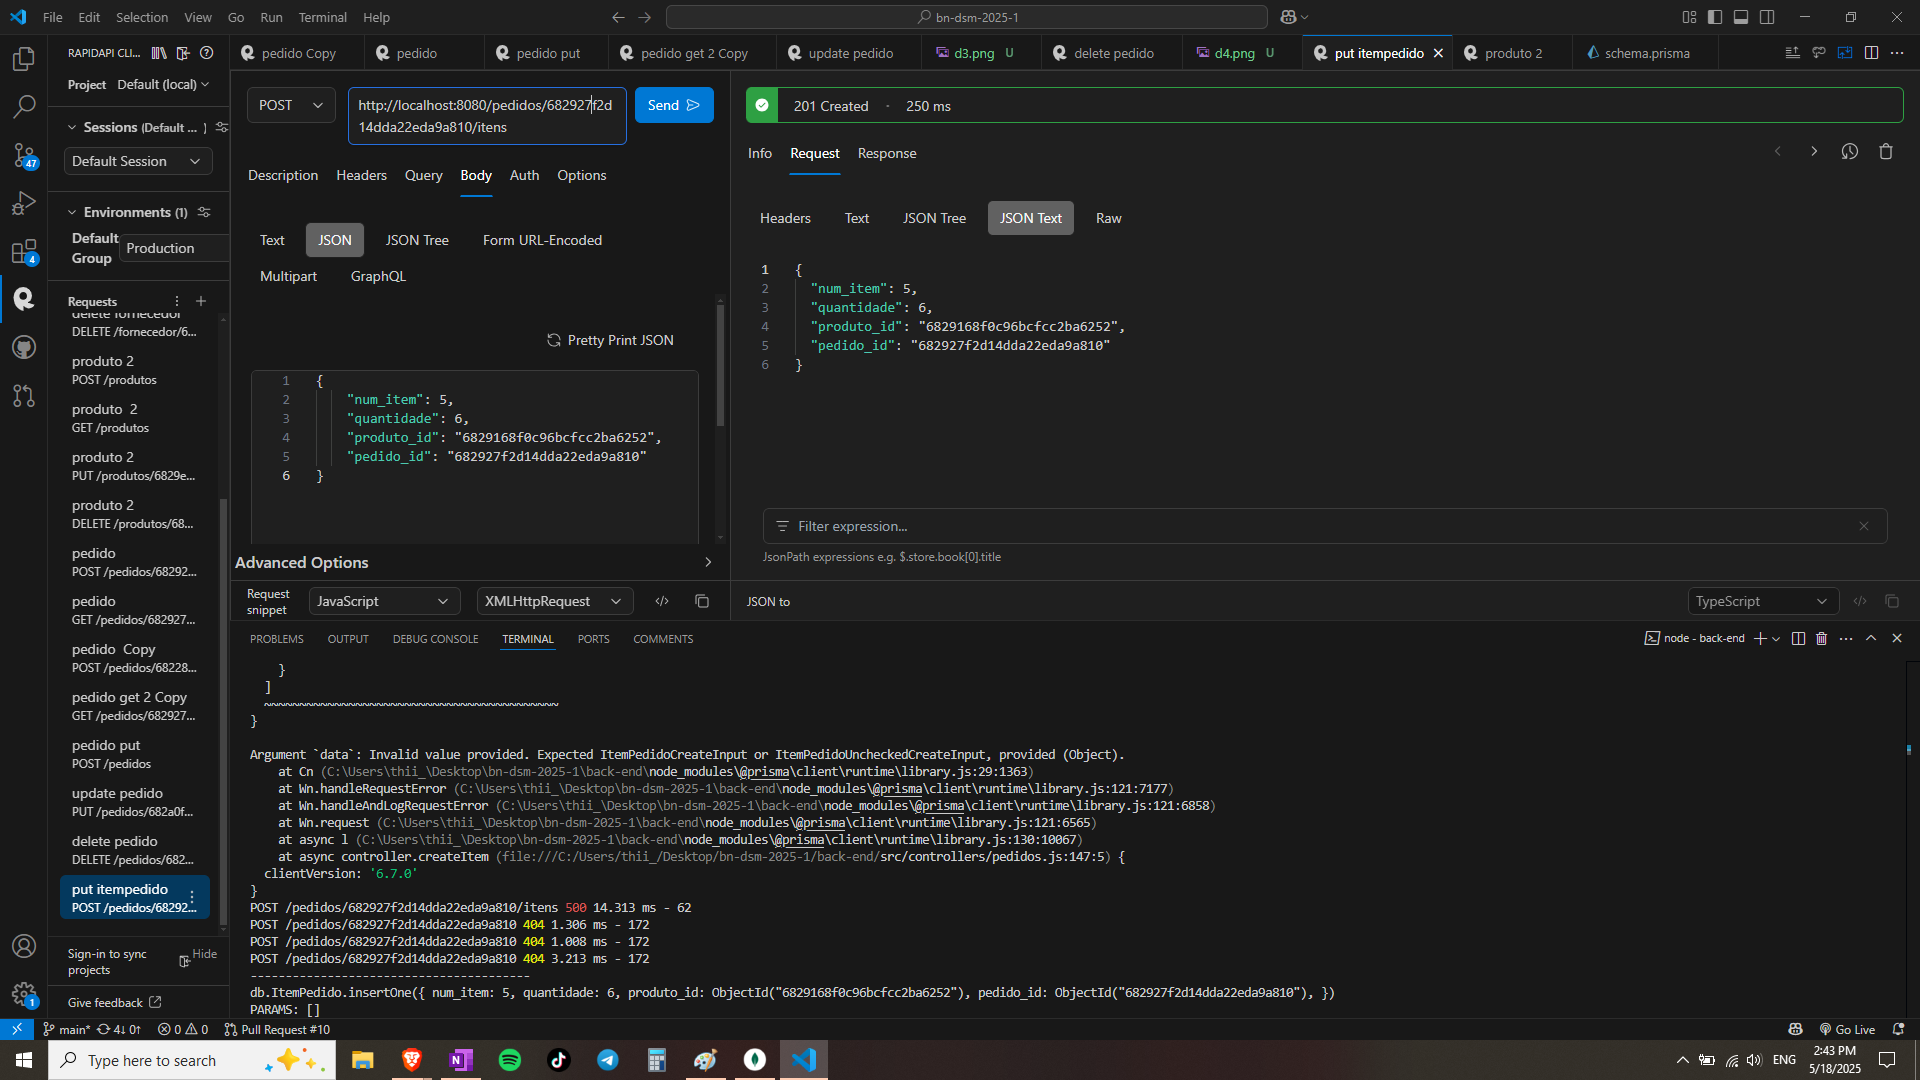 File Edit Selection View Go Run Terminal Help
bn-dsm-2025-1
RAPIDAPI CLI...
pedido Copy
pedido
pedido put
pedido get 2 Copy
update pedido
d3.png U
delete pedido
d4.png U
put itempedido
produto 2
schema.prisma
Project Default (local)
Sessions (Default ... )
Default Session
Environments (1)
Default Group
Production
Requests
delete fornecedor
DELETE /fornecedor/6...
produto 2
POST /produtos
produto 2
GET /produtos
produto 2
PUT /produtos/6829e...
produto 2
DELETE /produtos/68...
pedido
POST /pedidos/68292...
pedido
GET /pedidos/682927...
pedido Copy
POST /pedidos/68228...
pedido get 2 Copy
GET /pedidos/682927...
pedido put
POST /pedidos
update pedido
PUT /pedidos/682a0f...
delete pedido
DELETE /pedidos/682...
put itempedido
POST /pedidos/68292...
Sign-in to sync projects
Hide
Give feedback
POST
http://localhost:8080/pedidos/682927f2d
14dda22eda9a810/itens
Send
Description Headers Query Body Auth Options
Text JSON JSON Tree Form URL-Encoded
Multipart GraphQL
Pretty Print JSON
1 {
2 "num_item": 5,
3 "quantidade": 6,
4 "produto_id": "6829168f0c96bcfcc2ba6252",
5 "pedido_id": "682927f2d14dda22eda9a810"
6 }
Advanced Options
Request snippet
JavaScript
XMLHttpRequest
201 Created - 250 ms
Info Request Response
Headers Text JSON Tree JSON Text Raw
1 {
2 "num_item": 5,
3 "quantidade": 6,
4 "produto_id": "6829168f0c96bcfcc2ba6252",
5 "pedido_id": "682927f2d14dda22eda9a810"
6 }
Filter expression...
JsonPath expressions e.g. $.store.book[0].title
JSON to
TypeScript
PROBLEMS OUTPUT DEBUG CONSOLE TERMINAL PORTS COMMENTS
node - back-end
}
]
~~~~~~~~~~~~~~~~~~~~~~~~~~~~~~~~~~~~~~~~~~
}
Argument `data`: Invalid value provided. Expected ItemPedidoCreateInput or ItemPedidoUncheckedCreateInput, provided (Object).
at Cn (C:\Users\thii_\Desktop\bn-dsm-2025-1\back-end\node_modules\@prisma\client\runtime\library.js:29:1363)
at Wn.handleRequestError (C:\Users\thii_\Desktop\bn-dsm-2025-1\back-end\node_modules\@prisma\client\runtime\library.js:121:7177)
at Wn.handleAndLogRequestError (C:\Users\thii_\Desktop\bn-dsm-2025-1\back-end\node_modules\@prisma\client\runtime\library.js:121:6858)
at Wn.request (C:\Users\thii_\Desktop\bn-dsm-2025-1\back-end\node_modules\@prisma\client\runtime\library.js:121:6565)
at async l (C:\Users\thii_\Desktop\bn-dsm-2025-1\back-end\node_modules\@prisma\client\runtime\library.js:130:10067)
at async controller.createItem (file:///C:/Users/thii_/Desktop/bn-dsm-2025-1/back-end/src/controllers/pedidos.js:147:5) {
clientVersion: '6.7.0'
}
POST /pedidos/682927f2d14dda22eda9a810/itens 500 14.313 ms - 62
POST /pedidos/682927f2d14dda22eda9a810 404 1.306 ms - 172
POST /pedidos/682927f2d14dda22eda9a810 404 1.008 ms - 172
POST /pedidos/682927f2d14dda22eda9a810 404 3.213 ms - 172
----------------------------------------
db.ItemPedido.insertOne({ num_item: 5, quantidade: 6, produto_id: ObjectId("6829168f0c96bcfcc2ba6252"), pedido_id: ObjectId("682927f2d14dda22eda9a810"), })
PARAMS: []
47
4
1
main* 4↓ 0↑ 0 0 Pull Request #10
Go Live
Type here to search
ENG
2:43 PM
5/18/2025